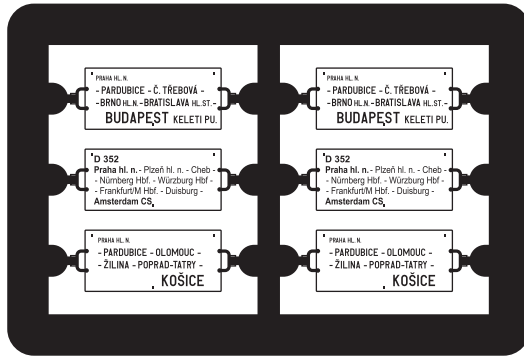 PRAHA HL. N.
- PARDUBICE - Č. TŘEBOVÁ -
-BRNO HL.N.-BRATISLAVA HL.ST.-
BUDAPEST KELETI PU.
D 352
Praha hl. n.- Plzeň hl. n. - Cheb -
- Nürnberg Hbf. - Würzburg Hbf -
- Frankfurt/M Hbf. - Duisburg -
Amsterdam CS
PRAHA HL. N.
- PARDUBICE - OLOMOUC -
- ŽILINA - POPRAD-TATRY -
KOŠICE
PRAHA HL. N.
- PARDUBICE - Č. TŘEBOVÁ -
-BRNO HL.N.-BRATISLAVA HL.ST.-
BUDAPEST KELETI PU.
D 352
Praha hl. n.- Plzeň hl. n. - Cheb -
- Nürnberg Hbf. - Würzburg Hbf -
- Frankfurt/M Hbf. - Duisburg -
Amsterdam CS
PRAHA HL. N.
- PARDUBICE - OLOMOUC -
- ŽILINA - POPRAD-TATRY -
KOŠICE